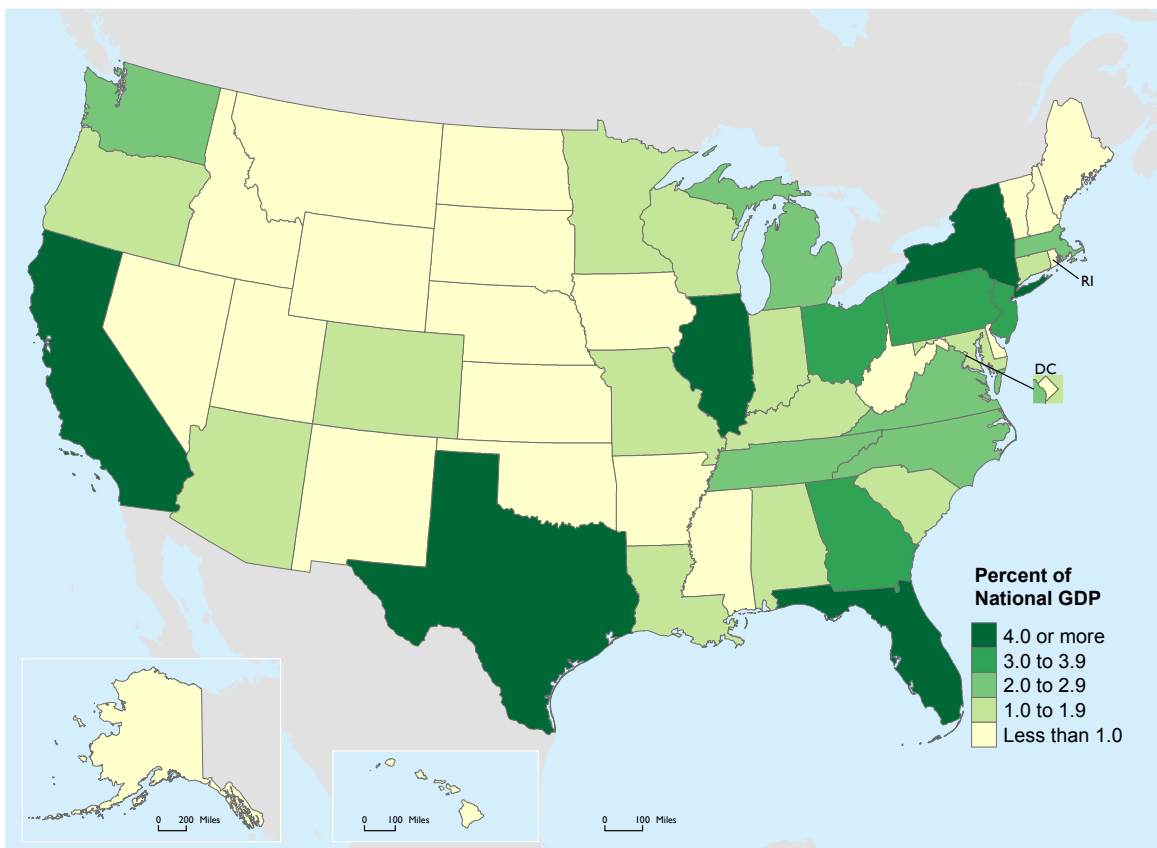 RI
DC
Percent of
National GDP
4.0 or more
3.0 to 3.9
2.0 to 2.9
1.0 to 1.9
Less than 1.0
0 200 Miles
0 100 Miles
0 100 Miles